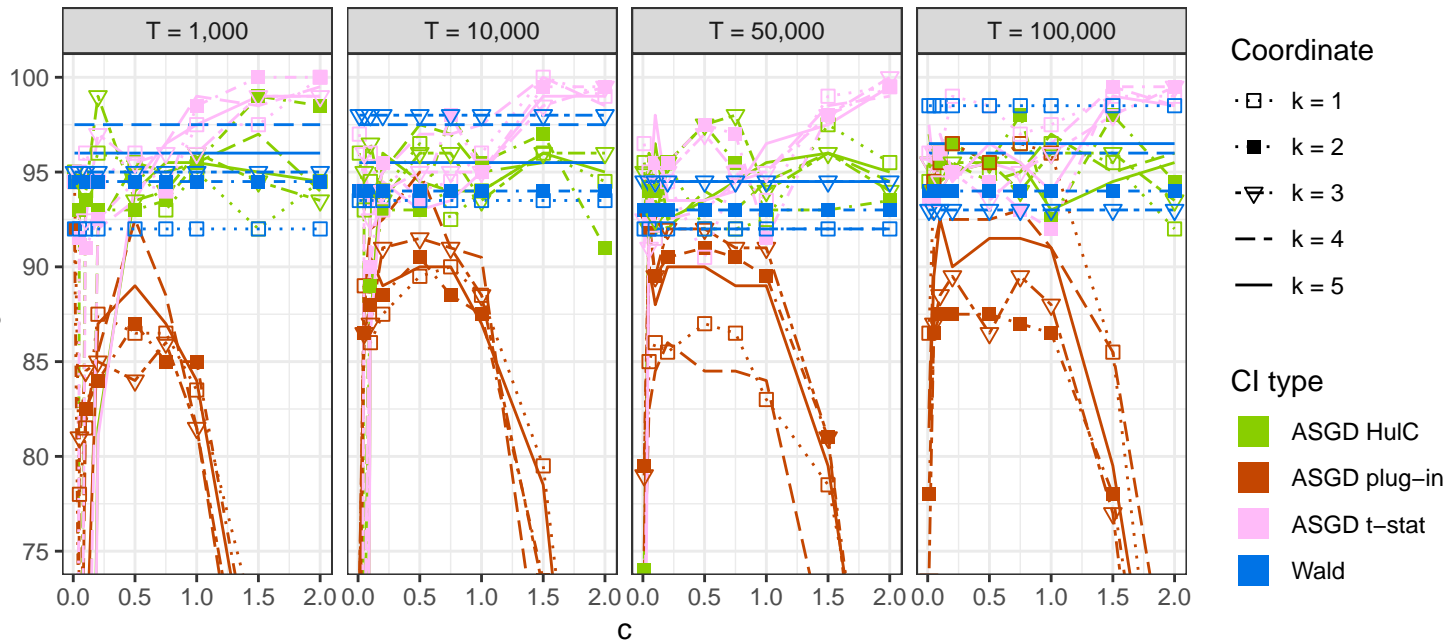 T = 1,000
T = 10,000
T = 50,000
T = 100,000
100
95
90
85
80
75
0.0 0.5 1.0 1.5 2.0
0.0 0.5 1.0 1.5 2.0
0.0 0.5 1.0 1.5 2.0
0.0 0.5 1.0 1.5 2.0
c
Coordinate
k = 1
k = 2
k = 3
k = 4
k = 5
CI type
ASGD HulC
ASGD plug−in
ASGD t−stat
Wald